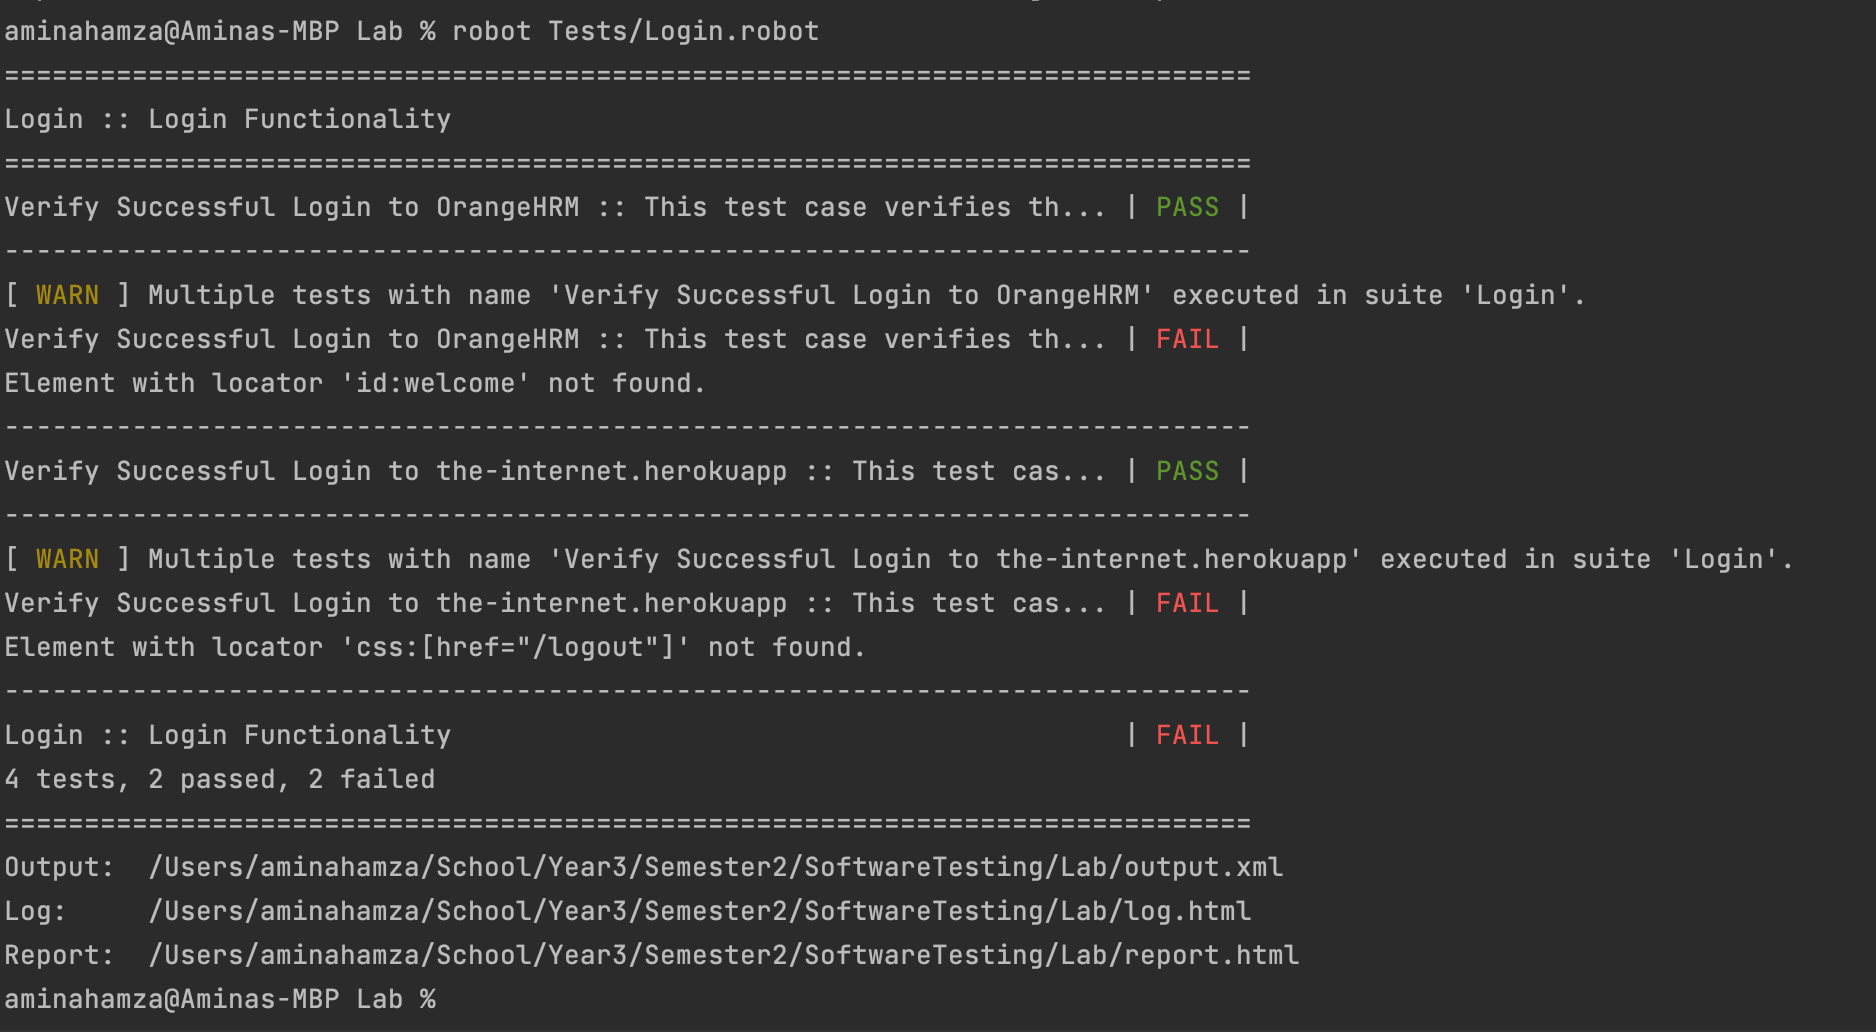 aminahamza@Aminas-MBP Lab % robot Tests/Login.robot
==============================================================================
Login :: Login Functionality
==============================================================================
Verify Successful Login to OrangeHRM :: This test case verifies th... | PASS |
------------------------------------------------------------------------------
[ WARN ] Multiple tests with name 'Verify Successful Login to OrangeHRM' executed in suite 'Login'.
Verify Successful Login to OrangeHRM :: This test case verifies th... | FAIL |
Element with locator 'id:welcome' not found.
------------------------------------------------------------------------------
Verify Successful Login to the-internet.herokuapp :: This test cas... | PASS |
------------------------------------------------------------------------------
[ WARN ] Multiple tests with name 'Verify Successful Login to the-internet.herokuapp' executed in suite 'Login'.
Verify Successful Login to the-internet.herokuapp :: This test cas... | FAIL |
Element with locator 'css:[href="/logout"]' not found.
------------------------------------------------------------------------------
Login :: Login Functionality                                          | FAIL |
4 tests, 2 passed, 2 failed
==============================================================================
Output:  /Users/aminahamza/School/Year3/Semester2/SoftwareTesting/Lab/output.xml
Log:     /Users/aminahamza/School/Year3/Semester2/SoftwareTesting/Lab/log.html
Report:  /Users/aminahamza/School/Year3/Semester2/SoftwareTesting/Lab/report.html
aminahamza@Aminas-MBP Lab %